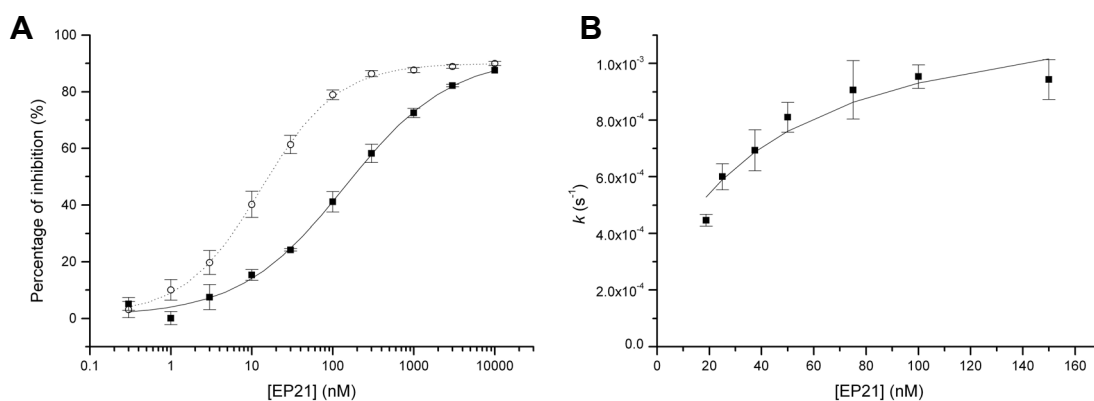 A
Percentage of inhibition (%)
100
80
60
40
20
0
0.1
1
10
100
1000
10000
[EP21] (nM)
B
k (s⁻¹)
1.0x10⁻³
8.0x10⁻⁴
6.0x10⁻⁴
4.0x10⁻⁴
2.0x10⁻⁴
0.0
0
20
40
60
80
100
120
140
160
[EP21] (nM)